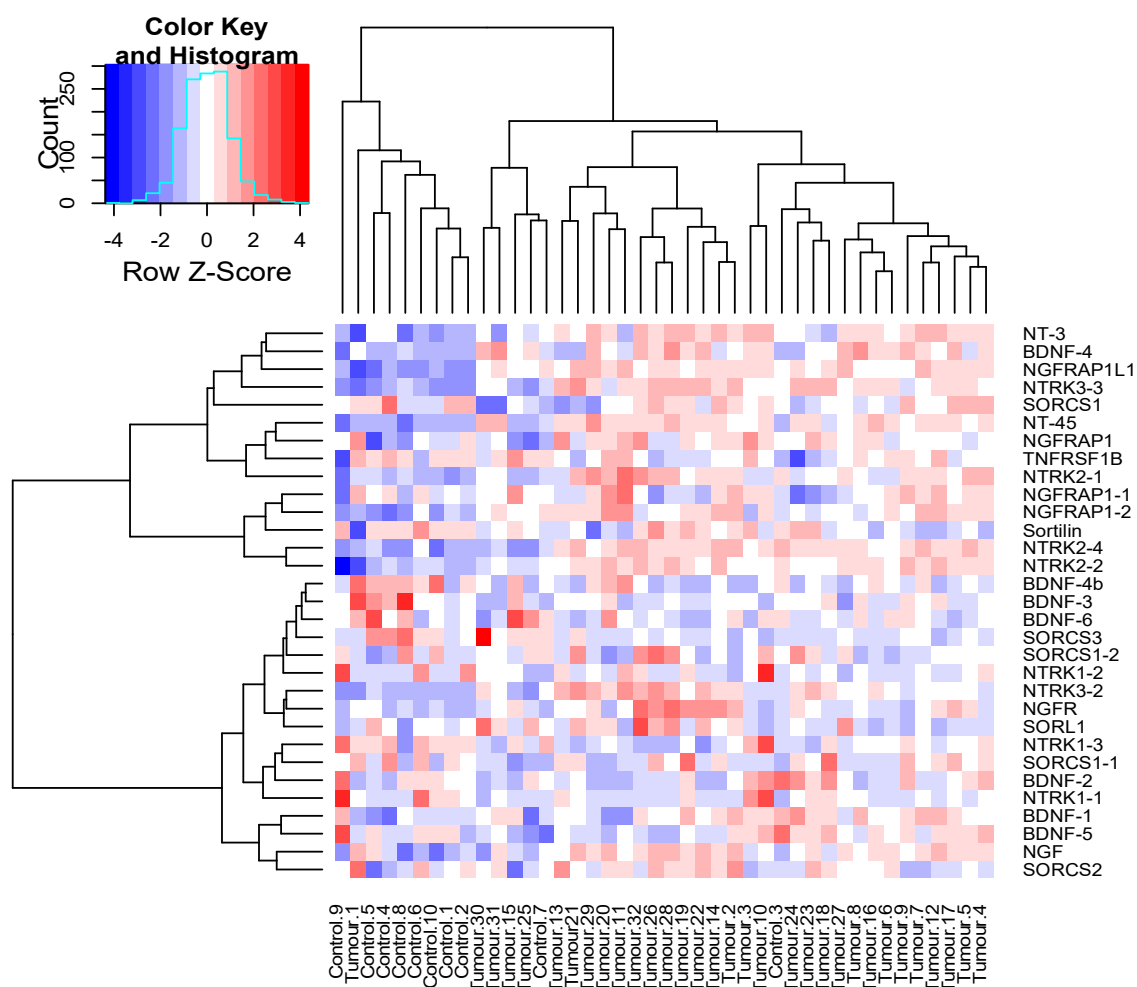 Color Key
and Histogram
Count
0
100
250
-4
-2
0
2
4
Row Z-Score
NT-3
BDNF-4
NGFRAP1L1
NTRK3-3
SORCS1
NT-45
NGFRAP1
TNFRSF1B
NTRK2-1
NGFRAP1-1
NGFRAP1-2
Sortilin
NTRK2-4
NTRK2-2
BDNF-4b
BDNF-3
BDNF-6
SORCS3
SORCS1-2
NTRK1-2
NTRK3-2
NGFR
SORL1
NTRK1-3
SORCS1-1
BDNF-2
NTRK1-1
BDNF-1
BDNF-5
NGF
SORCS2
Control.9
Tumour.1
Control.5
Control.4
Control.8
Control.6
Control.10
Control.1
Control.2
Tumour.30
Tumour.31
Tumour.15
Tumour.25
Control.7
Tumour.13
Tumour21
Tumour.29
Tumour.20
Tumour.11
Tumour.32
Tumour.26
Tumour.28
Tumour.19
Tumour.22
Tumour.14
Tumour.2
Tumour.3
Tumour.10
Control.3
Tumour.24
Tumour.23
Tumour.18
Tumour.27
Tumour.8
Tumour.16
Tumour.6
Tumour.9
Tumour.7
Tumour.12
Tumour.17
Tumour.5
Tumour.4